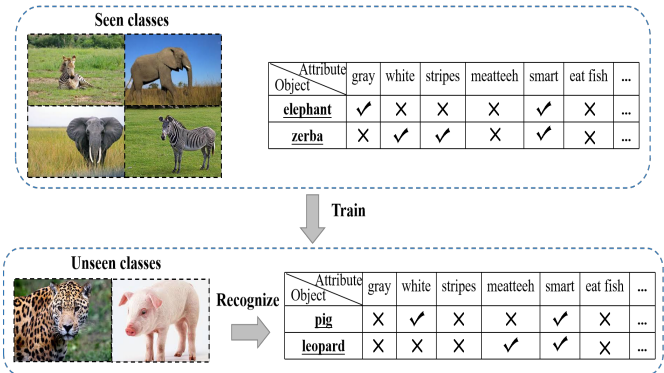 Seen classes
Attribute
Object
gray white stripes meatteeh smart eat fish ...
elephant ✓ ✗ ✗ ✗ ✓ ✗ ...
zerba ✗ ✓ ✓ ✗ ✓ ✗ ...
Train
Unseen classes
Recognize
Attribute
Object
gray white stripes meatteeh smart eat fish ...
pig ✗ ✓ ✗ ✗ ✓ ✗ ...
leopard ✗ ✗ ✗ ✓ ✓ ✗ ...